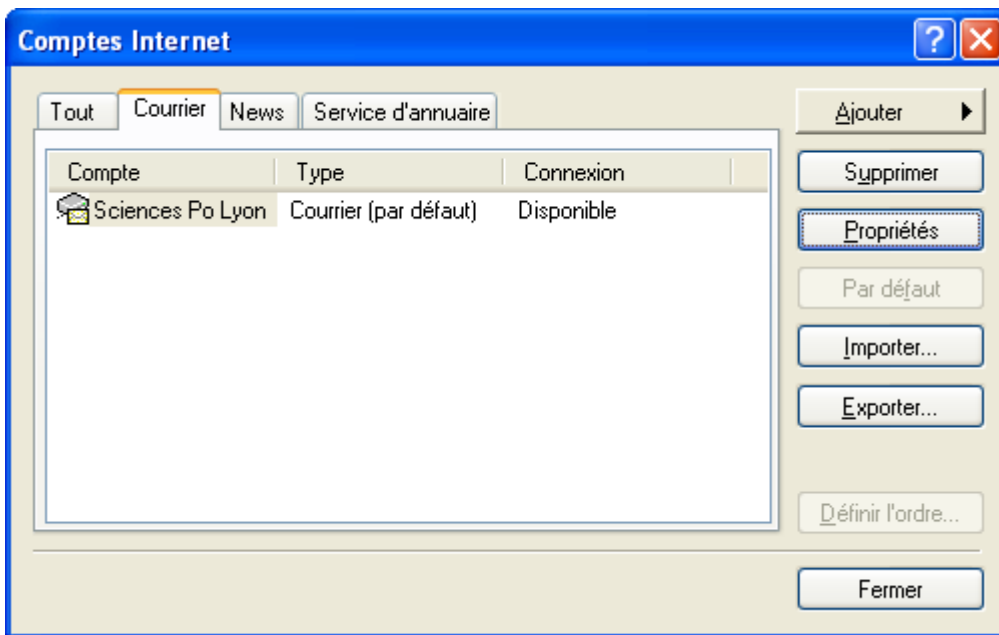 Comptes Internet
Tout Courrier News Service d'annuaire
Ajouter
Compte Type Connexion
Supprimer
Sciences Po Lyon Courrier (par défaut) Disponible
Propriétés
Par défaut
Importer...
Exporter...
Définir l'ordre...
Fermer